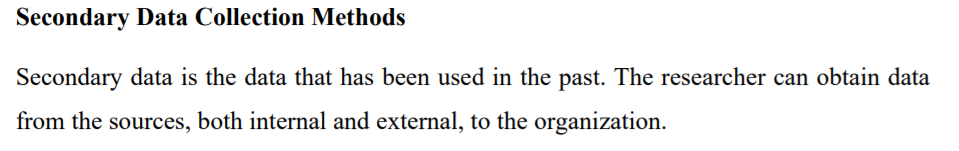 Secondary Data Collection Methods
Secondary data is the data that has been used in the past. The researcher can obtain data
from the sources, both internal and external, to the organization.